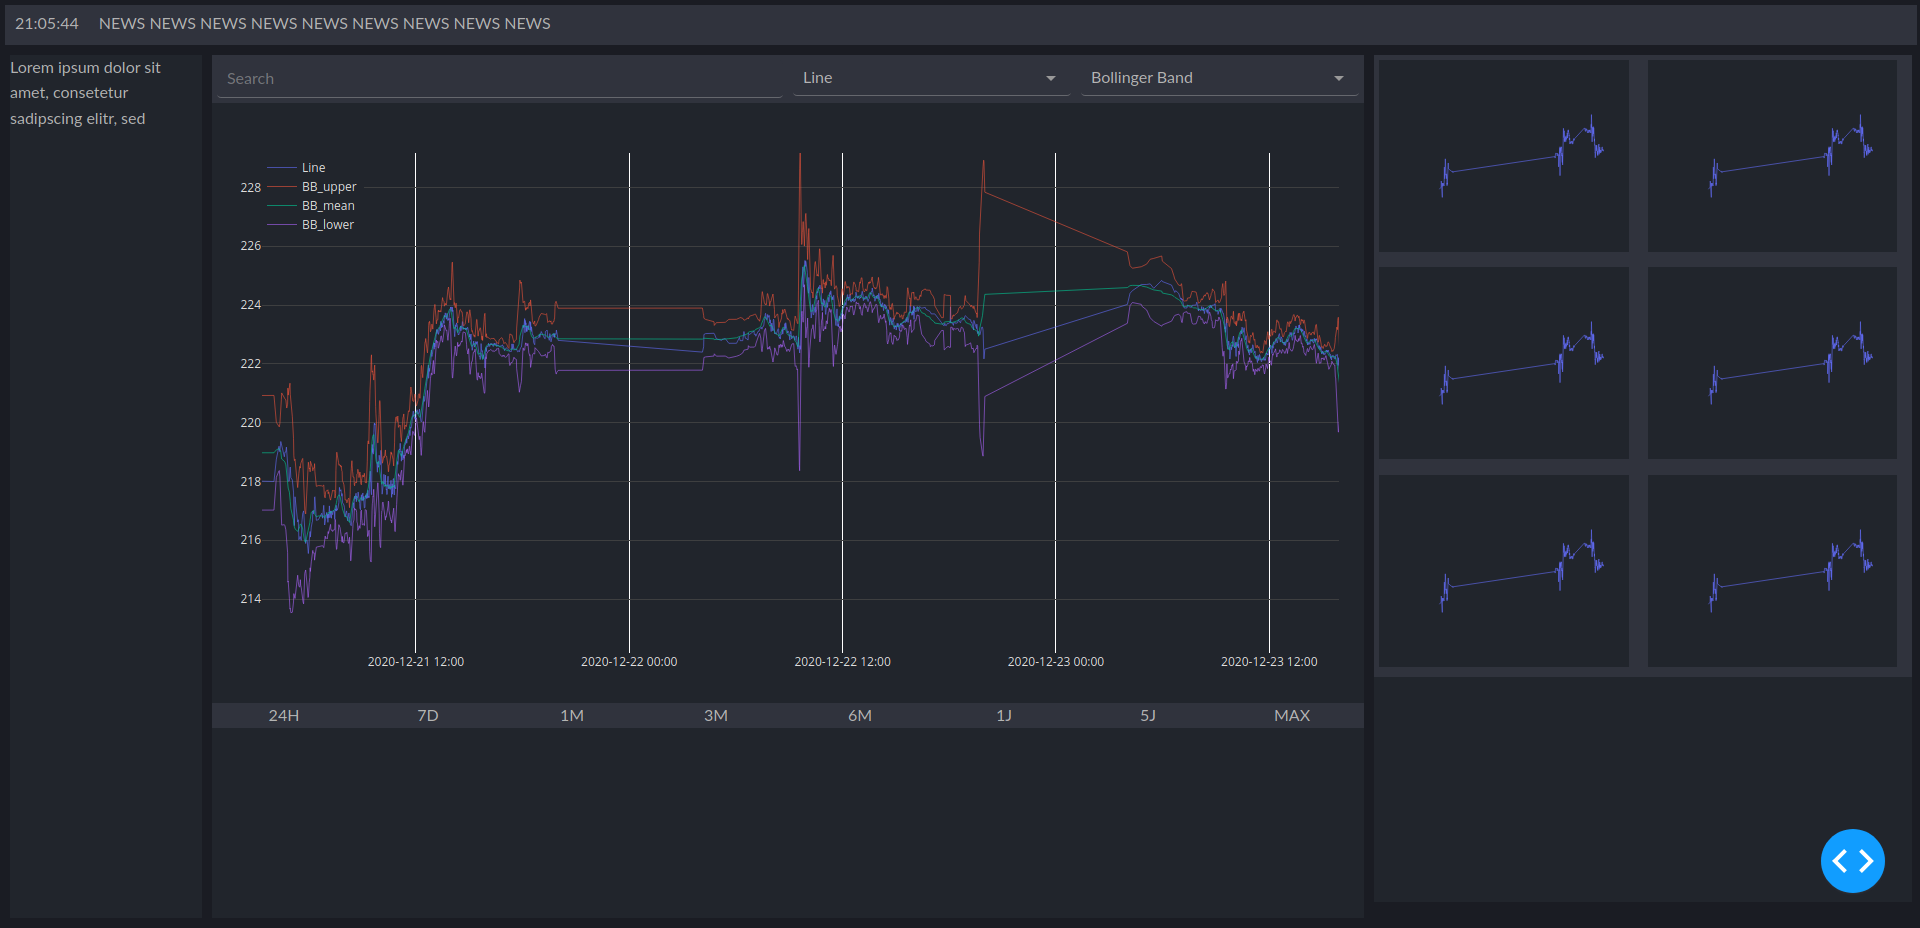 21:05:44 NEWS NEWS NEWS NEWS NEWS NEWS NEWS NEWS NEWS
Lorem ipsum dolor sit
amet, consetetur
sadipscing elitr, sed
Search Line Bollinger Band
Line
BB_upper
BB_mean
BB_lower
228
226
224
222
220
218
216
214
2020-12-21 12:00 2020-12-22 00:00 2020-12-22 12:00 2020-12-23 00:00 2020-12-23 12:00
24H 7D 1M 3M 6M 1J 5J MAX